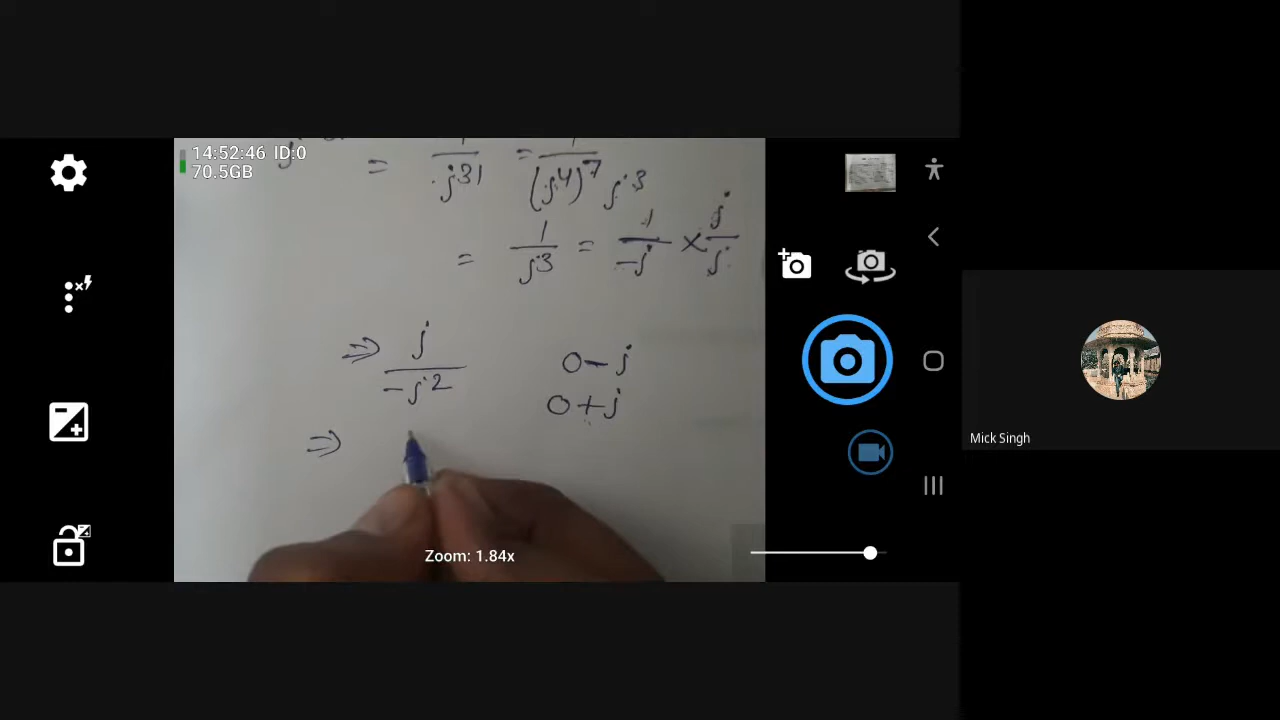 14:52:46 ID:0
70.5GB
= 1/j^31 = 1/(j^4)^7 j^3
= 1/j^3 = 1/-j × j/j
⇒ j/-j^2
0 - j
0 + j
⇒
Zoom: 1.84x
Mick Singh